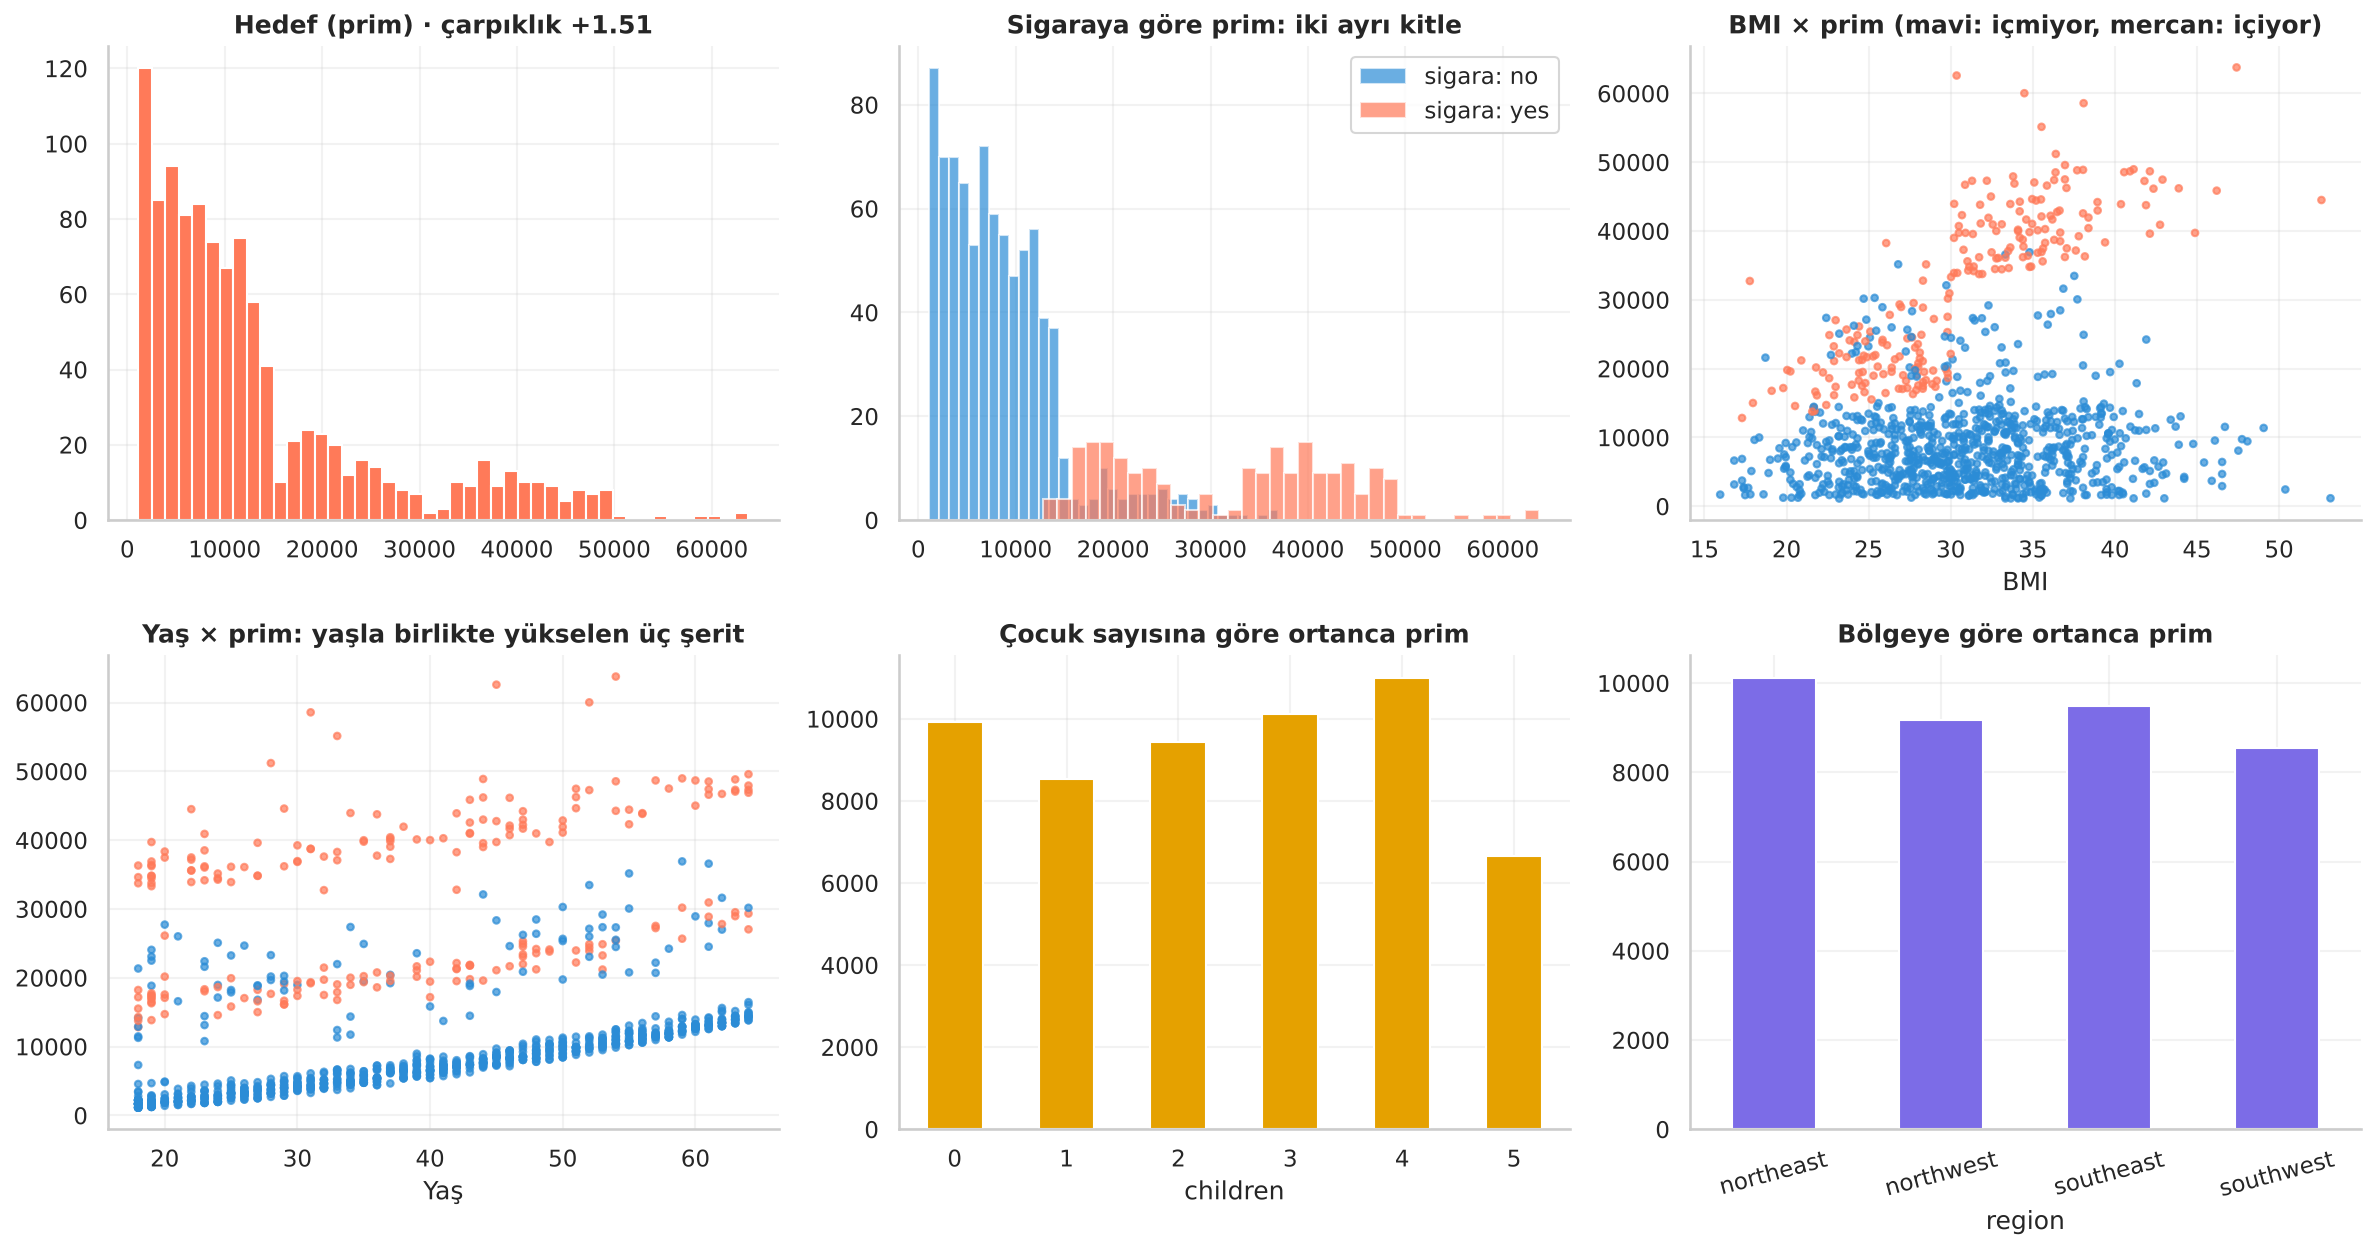 Hedef (prim) · çarpıklık +1.51
120
100
80
60
40
20
0
0 10000 20000 30000 40000 50000 60000
Sigaraya göre prim: iki ayrı kitle
sigara: no
sigara: yes
80
60
40
20
0
0 10000 20000 30000 40000 50000 60000
BMI × prim (mavi: içmiyor, mercan: içiyor)
60000
50000
40000
30000
20000
10000
0
15 20 25 30 35 40 45 50
BMI
Yaş × prim: yaşla birlikte yükselen üç şerit
60000
50000
40000
30000
20000
10000
0
20 30 40 50 60
Yaş
Çocuk sayısına göre ortanca prim
10000
8000
6000
4000
2000
0
0 1 2 3 4 5
children
Bölgeye göre ortanca prim
10000
8000
6000
4000
2000
0
northeast northwest southeast southwest
region